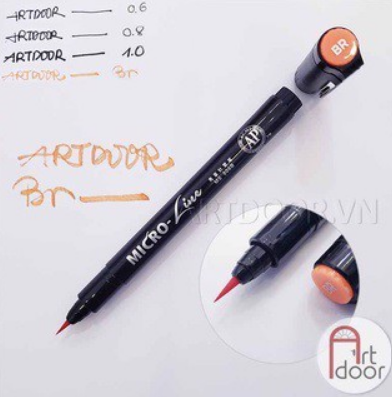 ARTDOOR — 0.6
ARTDOOR — 0.8
ARTDOOR — 1.0
ARTDOOR — Br
BR
ARTDOOR
Br —
AP
MICRO-Line
ARTDOOR.VN
BR
Art
door